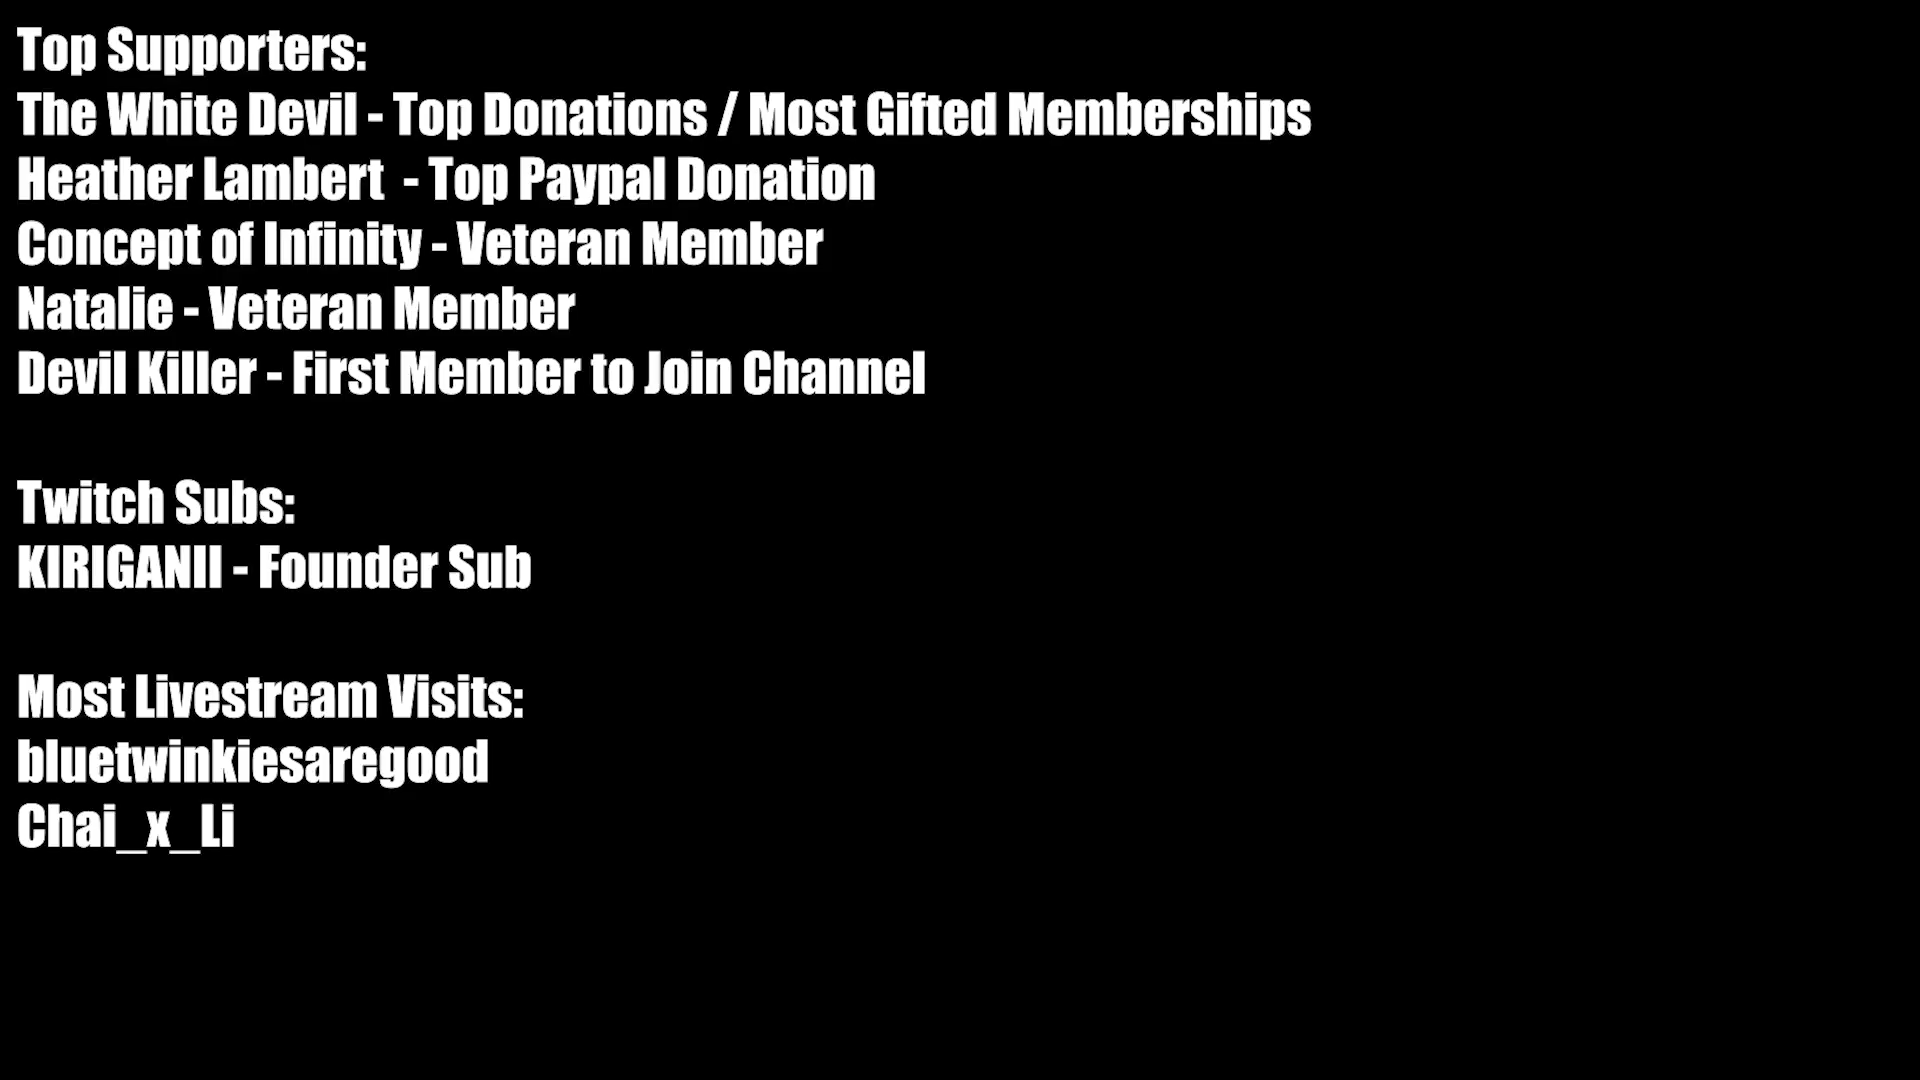 Top Supporters:
The White Devil - Top Donations / Most Gifted Memberships
Heather Lambert  - Top Paypal Donation
Concept of Infinity - Veteran Member
Natalie - Veteran Member
Devil Killer - First Member to Join Channel
Twitch Subs:
KIRIGANII - Founder Sub
Most Livestream Visits:
bluetwinkiesaregood
Chai_x_Li